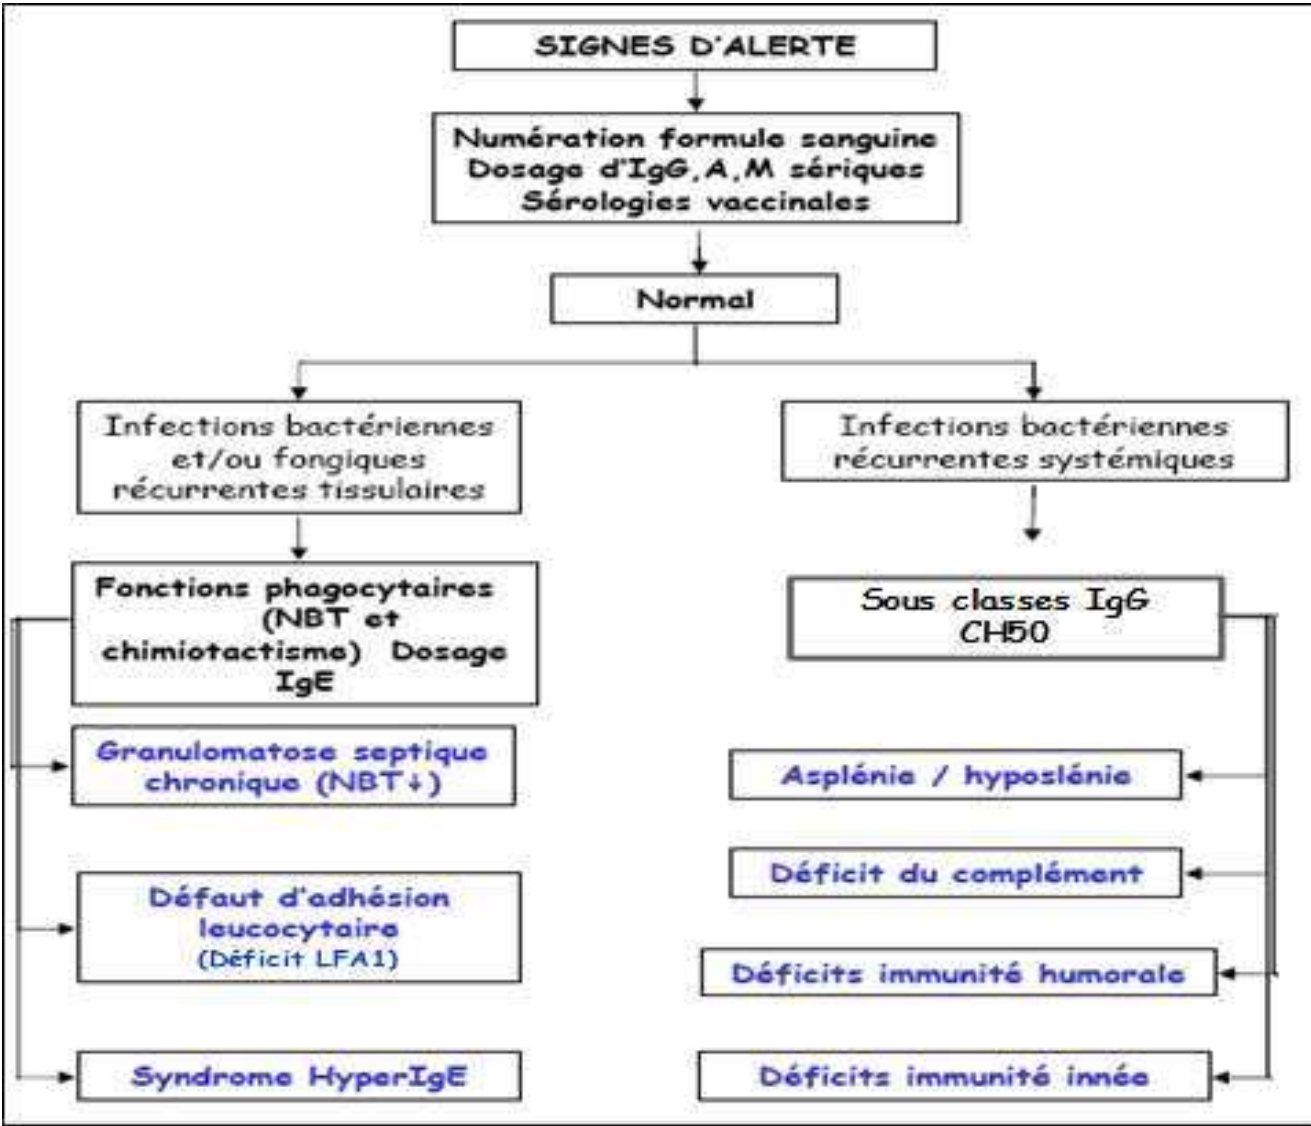 SIGNES D'ALERTE
Numération formule sanguine
Dosage d'IgG,A,M sériques
Sérologies vaccinales
Normal
Infections bactériennes
et/ou fongiques
récurrentes tissulaires
Infections bactériennes
récurrentes systémiques
Fonctions phagocytaires
(NBT et
chimiotactisme) Dosage
IgE
Sous classes IgG
CH50
Granulomatose septique
chronique (NBT↓)
Défaut d'adhésion
leucocytaire
(Déficit LFA1)
Syndrome HyperIgE
Asplénie / hyposlénie
Déficit du complément
Déficits immunité humorale
Déficits immunité innée